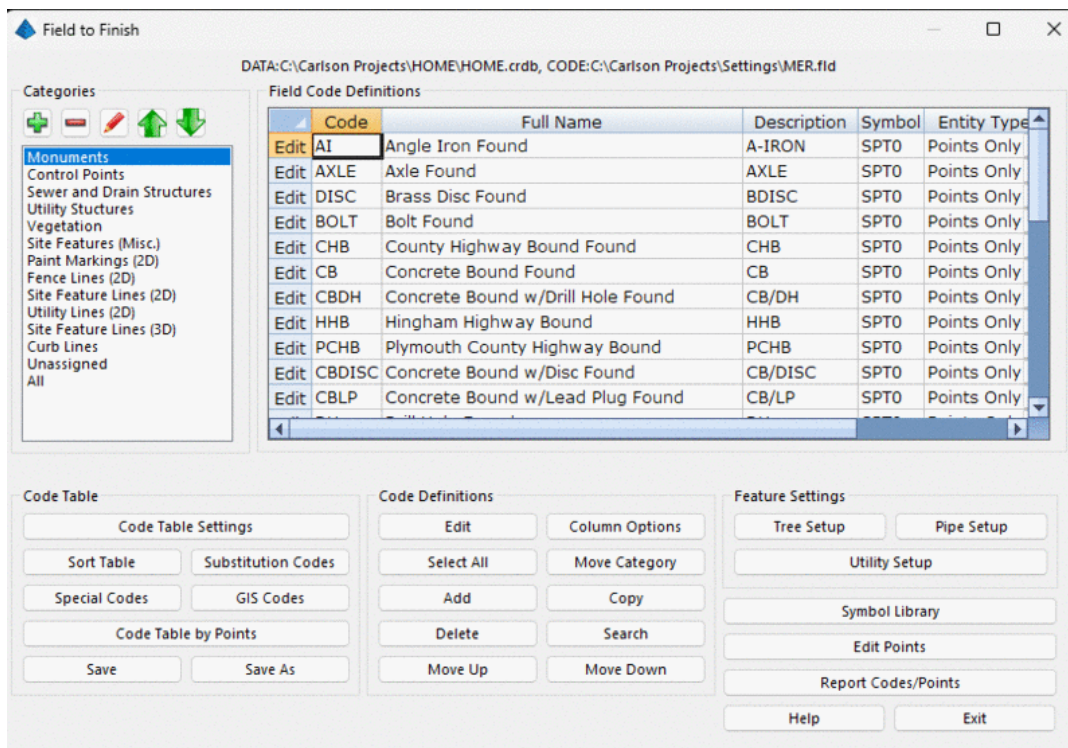 Field to Finish
DATA:C:\Carlson Projects\HOME\HOME.crdb, CODE:C:\Carlson Projects\Settings\MER.fld
Categories
Monuments
Control Points
Sewer and Drain Structures
Utility Stuctures
Vegetation
Site Features (Misc.)
Paint Markings (2D)
Fence Lines (2D)
Site Feature Lines (2D)
Utility Lines (2D)
Site Feature Lines (3D)
Curb Lines
Unassigned
All
Field Code Definitions
Code Full Name Description Symbol Entity Type
Edit AI Angle Iron Found A-IRON SPT0 Points Only
Edit AXLE Axle Found AXLE SPT0 Points Only
Edit DISC Brass Disc Found BDISC SPT0 Points Only
Edit BOLT Bolt Found BOLT SPT0 Points Only
Edit CHB County Highway Bound Found CHB SPT0 Points Only
Edit CB Concrete Bound Found CB SPT0 Points Only
Edit CBDH Concrete Bound w/Drill Hole Found CB/DH SPT0 Points Only
Edit HHB Hingham Highway Bound HHB SPT0 Points Only
Edit PCHB Plymouth County Highway Bound PCHB SPT0 Points Only
Edit CBDISC Concrete Bound w/Disc Found CB/DISC SPT0 Points Only
Edit CBLP Concrete Bound w/Lead Plug Found CB/LP SPT0 Points Only
Code Table
Code Table Settings
Sort Table Substitution Codes
Special Codes GIS Codes
Code Table by Points
Save Save As
Code Definitions
Edit Column Options
Select All Move Category
Add Copy
Delete Search
Move Up Move Down
Feature Settings
Tree Setup Pipe Setup
Utility Setup
Symbol Library
Edit Points
Report Codes/Points
Help Exit